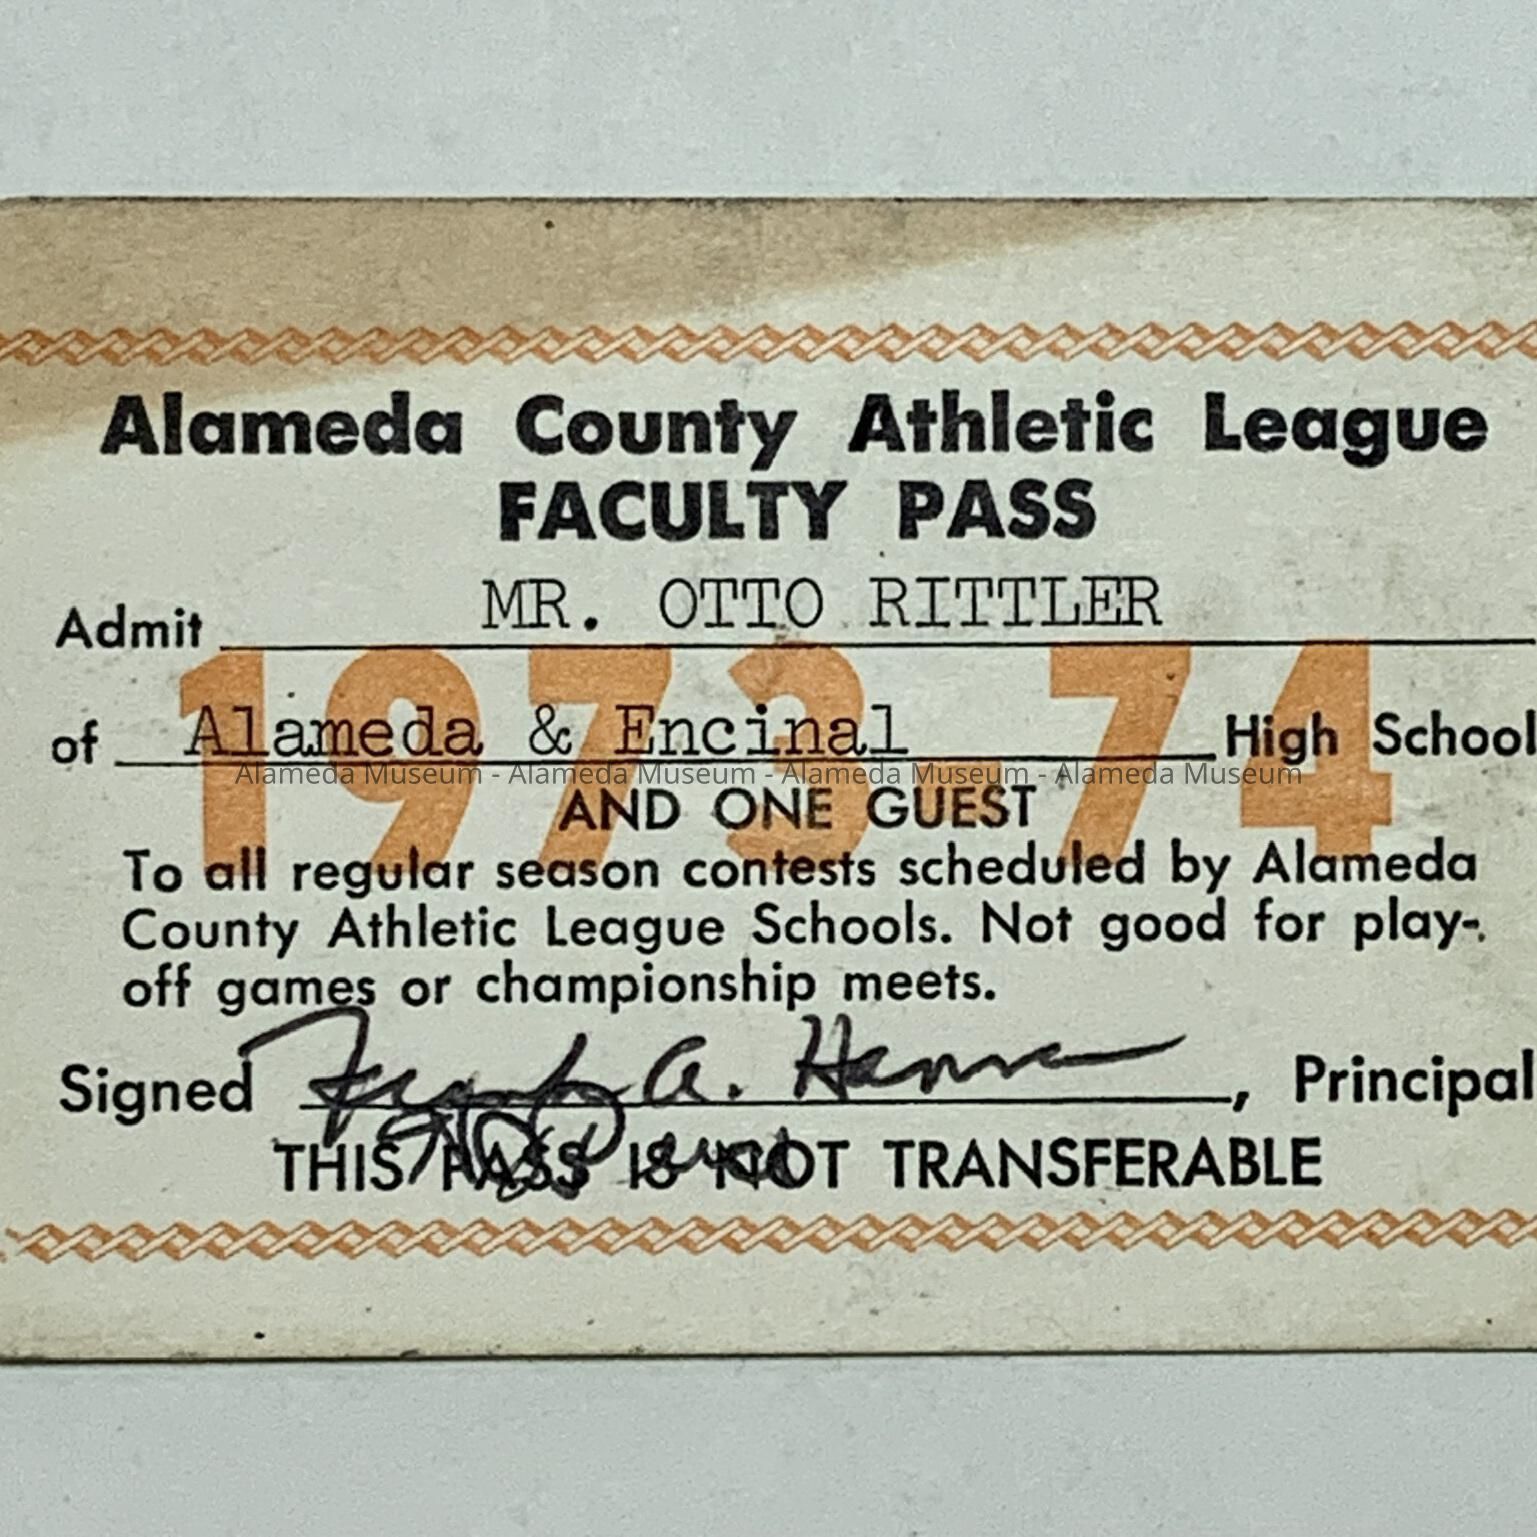 Alameda County Athletic League
FACULTY PASS
Admit MR. OTTO RITTLER
1973-74
of Alameda & Encinal High School
Alameda Museum - Alameda Museum - Alameda Museum - Alameda Museum
AND ONE GUEST
To all regular season contests scheduled by Alameda
County Athletic League Schools. Not good for play-
off games or championship meets.
Signed Frank A. Hanna, Principal
THIS PASS IS NOT TRANSFERABLE